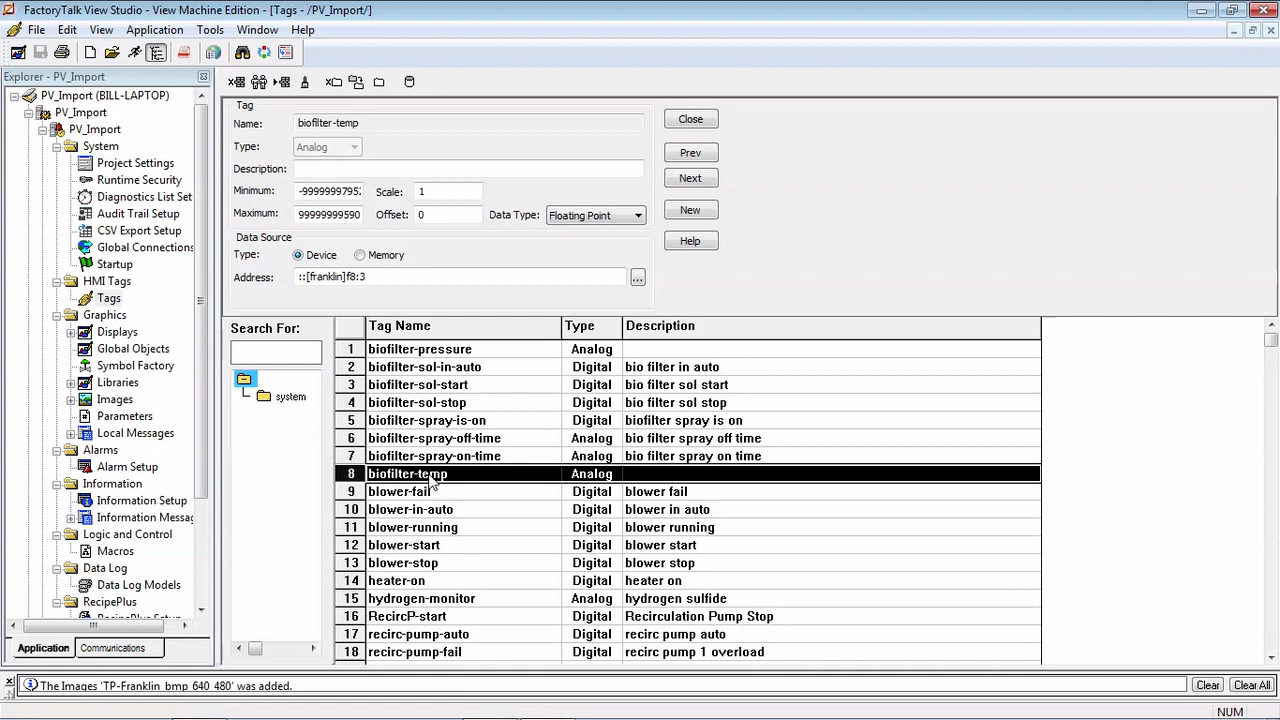 FactoryTalk View Studio - View Machine Edition - [Tags - /PV_Import/]
File Edit View Application Tools Window Help
Explorer - PV_Import
PV_Import (BILL-LAPTOP)
PV_Import
PV_Import
System
Project Settings
Runtime Security
Diagnostics List Set
Audit Trail Setup
CSV Export Setup
Global Connections
Startup
HMI Tags
Tags
Graphics
Displays
Global Objects
Symbol Factory
Libraries
Images
Parameters
Local Messages
Alarms
Alarm Setup
Information
Information Setup
Information Messag
Logic and Control
Macros
Data Log
Data Log Models
RecipePlus
Application Communications
Tag
Name: biofilter-temp
Type: Analog
Description:
Minimum: -9999999795 Scale: 1
Maximum: 99999999590 Offset: 0 Data Type: Floating Point
Data Source
Type: Device Memory
Address: ::[franklin]f8:3
...
Close
Prev
Next
New
Help
Search For:
system
Tag Name Type Description
1 biofilter-pressure Analog
2 biofilter-sol-in-auto Digital bio filter in auto
3 biofilter-sol-start Digital bio filter sol start
4 biofilter-sol-stop Digital bio filter sol stop
5 biofilter-spray-is-on Digital biofilter spray is on
6 biofilter-spray-off-time Analog bio filter spray off time
7 biofilter-spray-on-time Analog bio filter spray on time
8 biofilter-temp Analog
9 blower-fail Digital blower fail
10 blower-in-auto Digital blower in auto
11 blower-running Digital blower running
12 blower-start Digital blower start
13 blower-stop Digital blower stop
14 heater-on Digital heater on
15 hydrogen-monitor Analog hydrogen sulfide
16 RecircP-start Digital Recirculation Pump Stop
17 recirc-pump-auto Digital recirc pump auto
18 recirc-pump-fail Digital recirc pump 1 overload
The Images 'TP-Franklin_bmp_640_480' was added.
Clear Clear All
NUM